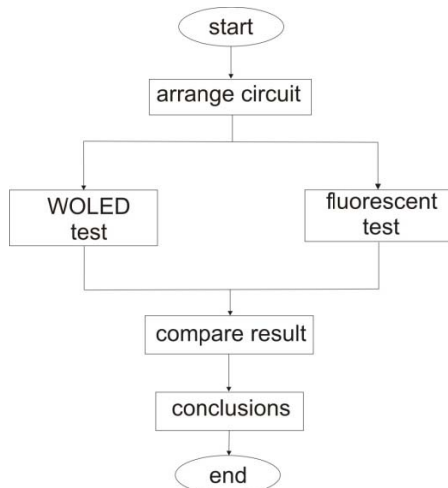 start
arrange circuit
WOLED
test
fluorescent
test
compare result
conclusions
end